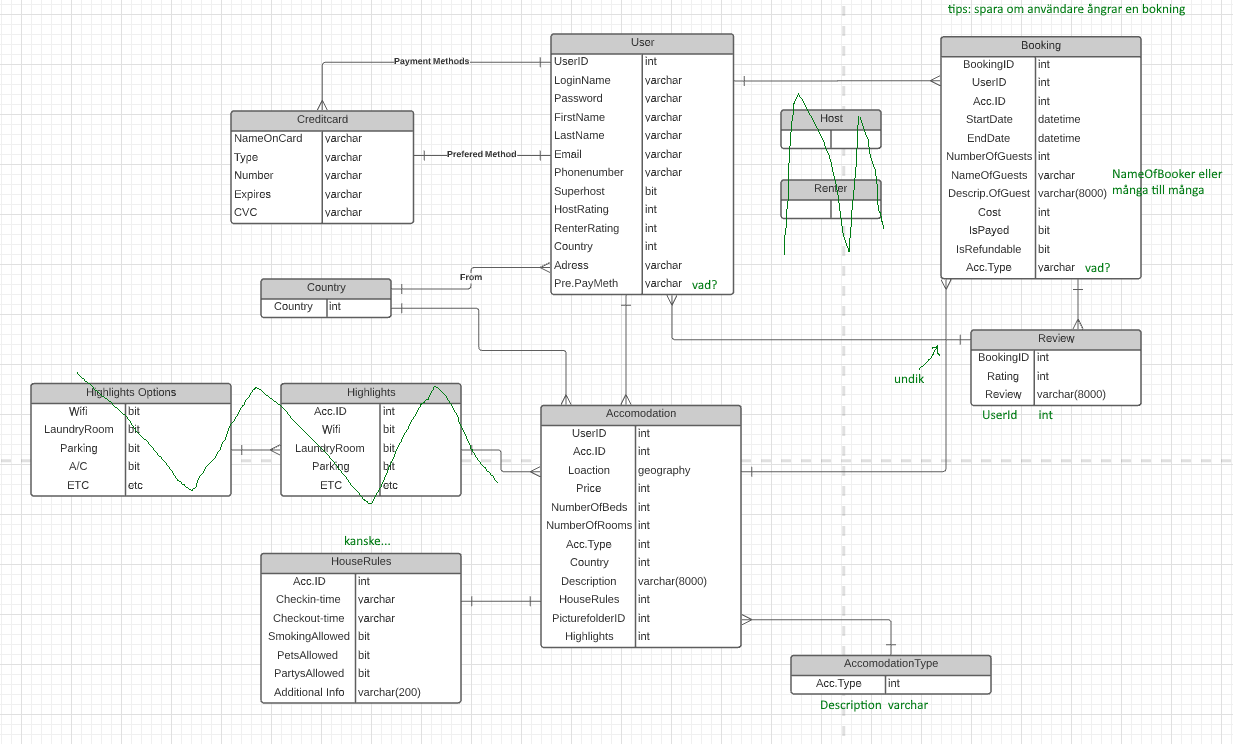 tips: spara om användare ångrar en bokning
User
UserID int
LoginName varchar
Password varchar
FirstName varchar
LastName varchar
Email varchar
Phonenumber varchar
Superhost bit
HostRating int
RenterRating int
Country int
Adress varchar
Pre.PayMeth varchar vad?
Booking
BookingID int
UserID int
Acc.ID int
StartDate datetime
EndDate datetime
NumberOfGuests int
NameOfGuests varchar
Descrip.OfGuest varchar(8000)
Cost int
IsPayed bit
IsRefundable bit
Acc.Type varchar vad?
NameOfBooker eller
många till många
Payment Methods
Creditcard
NameOnCard varchar
Type varchar
Number varchar
Expires varchar
CVC varchar
Prefered Method
Host
Renter
From
Country
Country int
Review
BookingID int
Rating int
Review varchar(8000)
UserId int
undik
Highlights Options
Wifi bit
LaundryRoom bit
Parking bit
A/C bit
ETC etc
Highlights
Acc.ID int
Wifi bit
LaundryRoom bit
Parking bit
ETC etc
Accomodation
UserID int
Acc.ID int
Loaction geography
Price int
NumberOfBeds int
NumberOfRooms int
Acc.Type int
Country int
Description varchar(8000)
HouseRules int
PicturefolderID int
Highlights int
kanske...
HouseRules
Acc.ID int
Checkin-time varchar
Checkout-time varchar
SmokingAllowed bit
PetsAllowed bit
PartysAllowed bit
Additional Info varchar(200)
AccomodationType
Acc.Type int
Description varchar